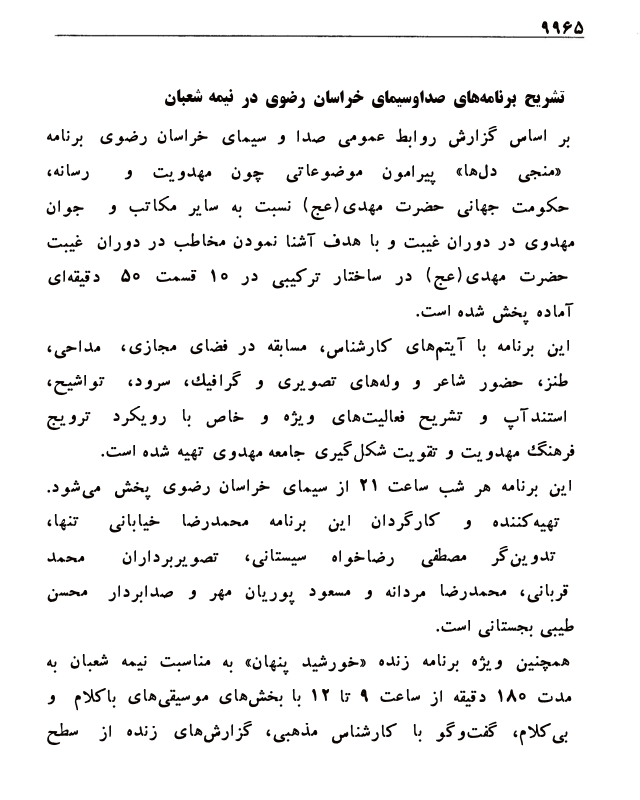 ۹۹۶۵
تشریح برنامه‌های صداوسیمای خراسان رضوی در نیمه شعبان
بر اساس گزارش روابط عمومی صدا و سیمای خراسان رضوی برنامه
«منجی دل‌ها» پیرامون موضوعاتی چون مهدویت و رسانه،
حکومت جهانی حضرت مهدی(عج) نسبت به سایر مکاتب و جوان
مهدوی در دوران غیبت و با هدف آشنا نمودن مخاطب در دوران غیبت
حضرت مهدی(عج) در ساختار ترکیبی در ۱۰ قسمت ۵۰ دقیقه‌ای
آماده پخش شده است.
این برنامه با آیتم‌های کارشناس، مسابقه در فضای مجازی، مداحی،
طنز، حضور شاعر و وله‌های تصویری و گرافیك، سرود، تواشیح،
استندآپ و تشریح فعالیت‌های ویژه و خاص با رویکرد ترویج
فرهنگ مهدویت و تقویت شکل‌گیری جامعه مهدوی تهیه شده است.
این برنامه هر شب ساعت ۲۱ از سیمای خراسان رضوی پخش می‌شود.
تهیه‌کننده و کارگردان این برنامه محمدرضا خیابانی تنها،
تدوین‌گر مصطفی رضاخواه سیستانی، تصویربرداران محمد
قربانی، محمدرضا مردانه و مسعود پوریان مهر و صدابردار محسن
طیبی بجستانی است.
همچنین ویژه برنامه زنده «خورشید پنهان» به مناسبت نیمه شعبان به
مدت ۱۸۰ دقیقه از ساعت ۹ تا ۱۲ با بخش‌های موسیقی‌های باکلام و
بی‌کلام، گفت‌وگو با کارشناس مذهبی، گزارش‌های زنده از سطح